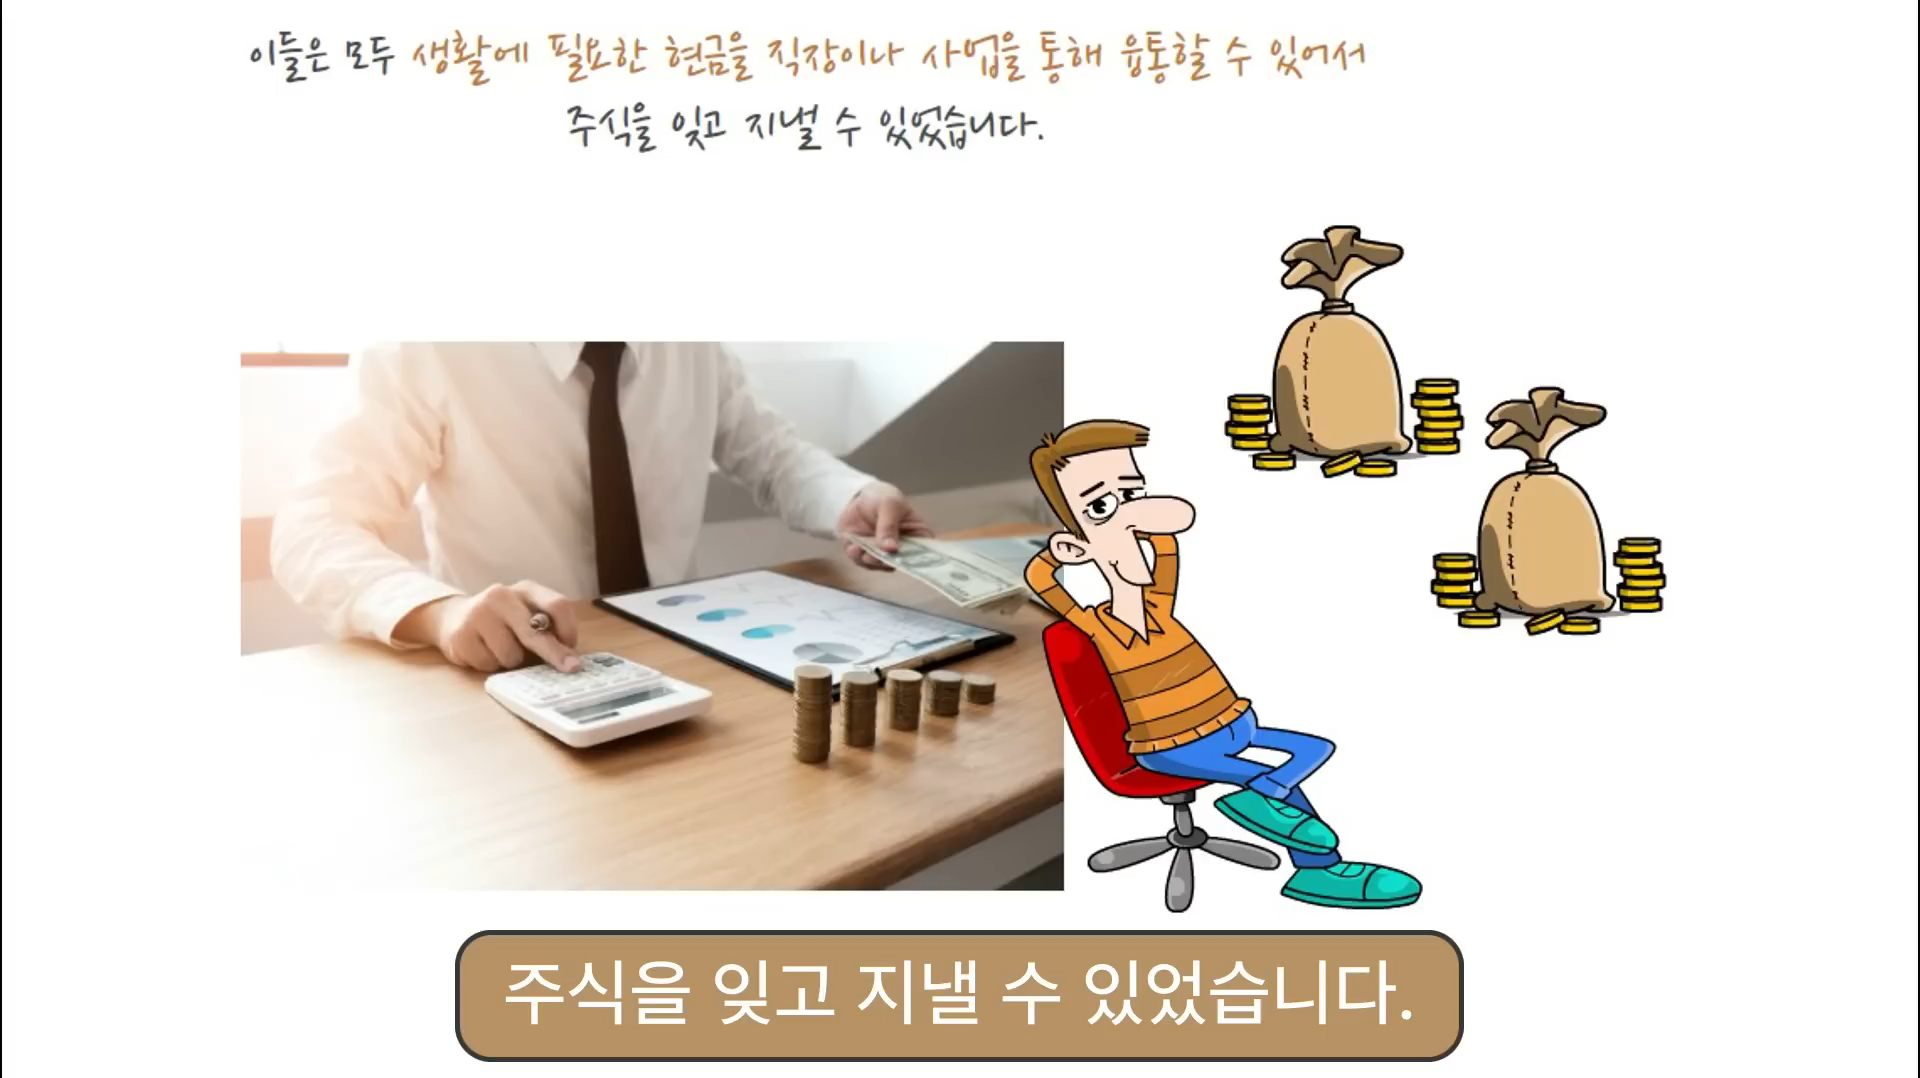 이들은 모두 생활에 필요한 현금을 직장이나 사업을 통해 융통할 수 있어서
주식을 잊고 지낼 수 있었습니다.
주식을 잊고 지낼 수 있었습니다.